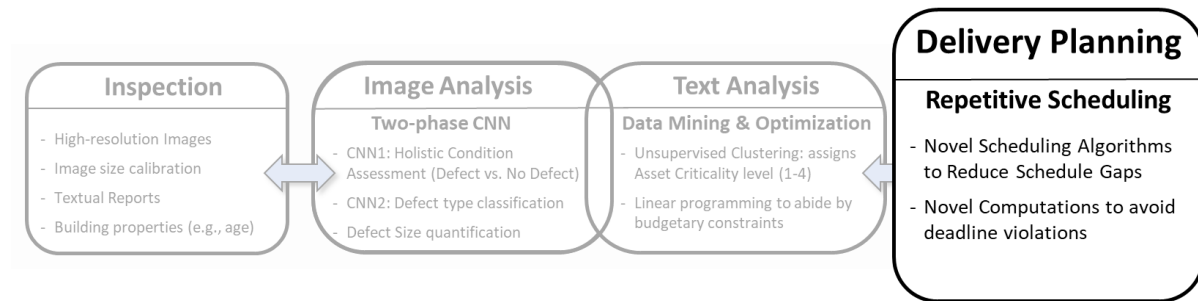 Inspection
- High-resolution Images
- Image size calibration
- Textual Reports
- Building properties (e.g., age)
Image Analysis
Two-phase CNN
- CNN1: Holistic Condition
Assessment (Defect vs. No Defect)
- CNN2: Defect type classification
- Defect Size quantification
Text Analysis
Data Mining & Optimization
- Unsupervised Clustering: assigns
Asset Criticality level (1-4)
- Linear programming to abide by
budgetary constraints
Delivery Planning
Repetitive Scheduling
- Novel Scheduling Algorithms
to Reduce Schedule Gaps
- Novel Computations to avoid
deadline violations